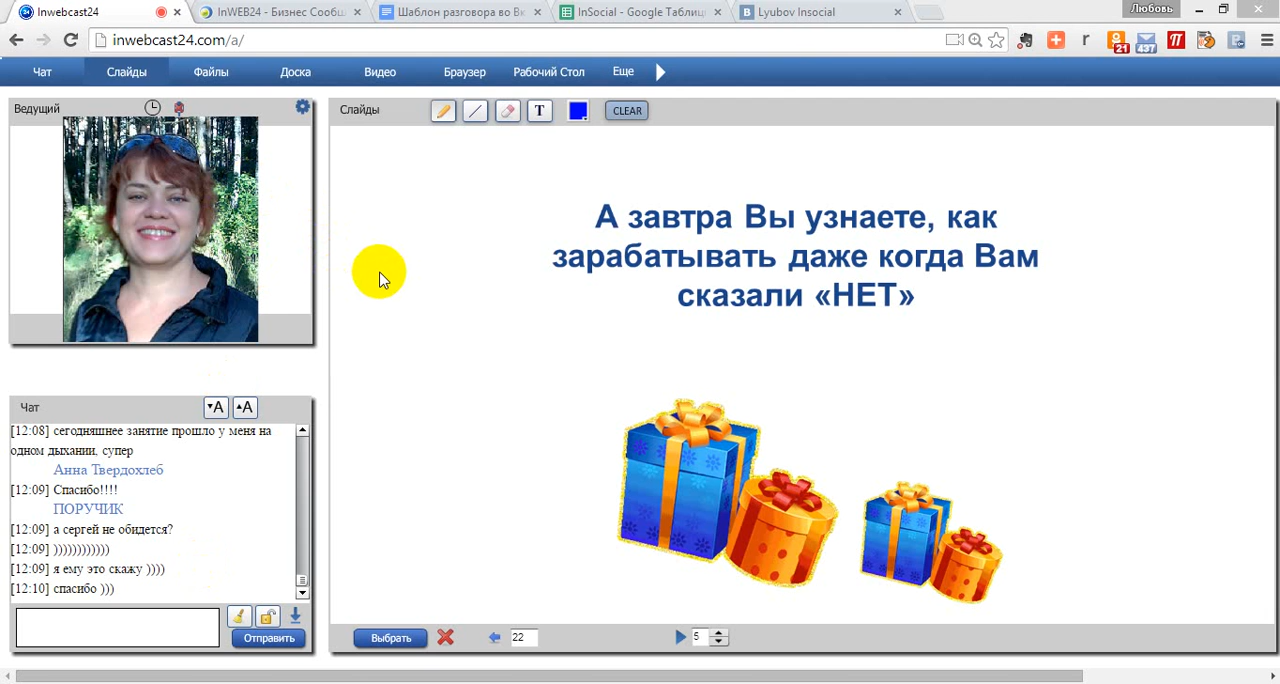 Inwebcast24
InWEB24 - Бизнес Сообщ
Шаблон разговора во Вк
InSocial - Google Таблиц
Lyubov Insocial
Любовь
inwebcast24.com/a/
21
437
Чат
Слайды
Файлы
Доска
Видео
Браузер
Рабочий Стол
Еще
Ведущий
Слайды
T
CLEAR
А завтра Вы узнаете, как
зарабатывать даже когда Вам
сказали «НЕТ»
Чат
▾A
▴A
[12:08] сегодняшнее занятие прошло у меня на
одном дыхании, супер
Анна Твердохлеб
[12:09] Спасибо!!!!
ПОРУЧИК
[12:09] а сергей не обидется?
[12:09] )))))))))))
[12:09] я ему это скажу ))))
[12:10] спасибо )))
Отправить
Выбрать
22
5